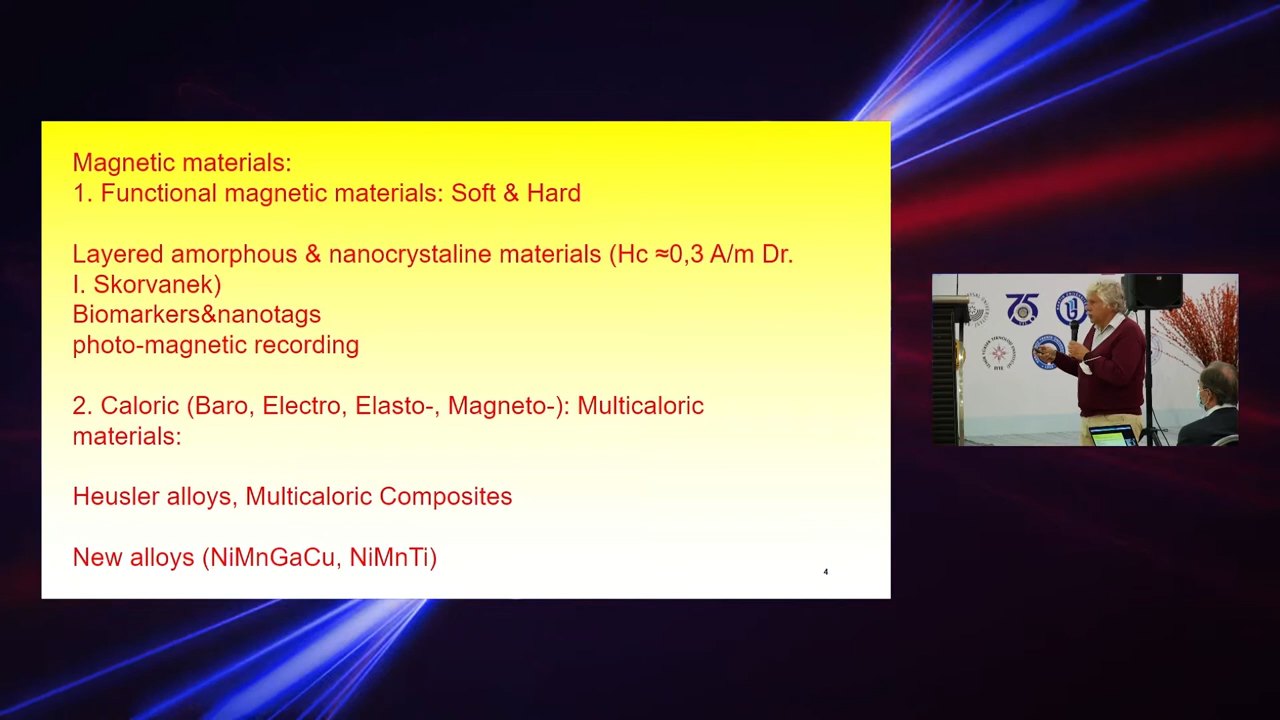 Magnetic materials:
1. Functional magnetic materials: Soft & Hard
Layered amorphous & nanocrystaline materials (Hc ≈0,3 A/m Dr.
I. Skorvanek)
Biomarkers&nanotags
photo-magnetic recording
2. Caloric (Baro, Electro, Elasto-, Magneto-): Multicaloric
materials:
Heusler alloys, Multicaloric Composites
New alloys (NiMnGaCu, NiMnTi)
4
75